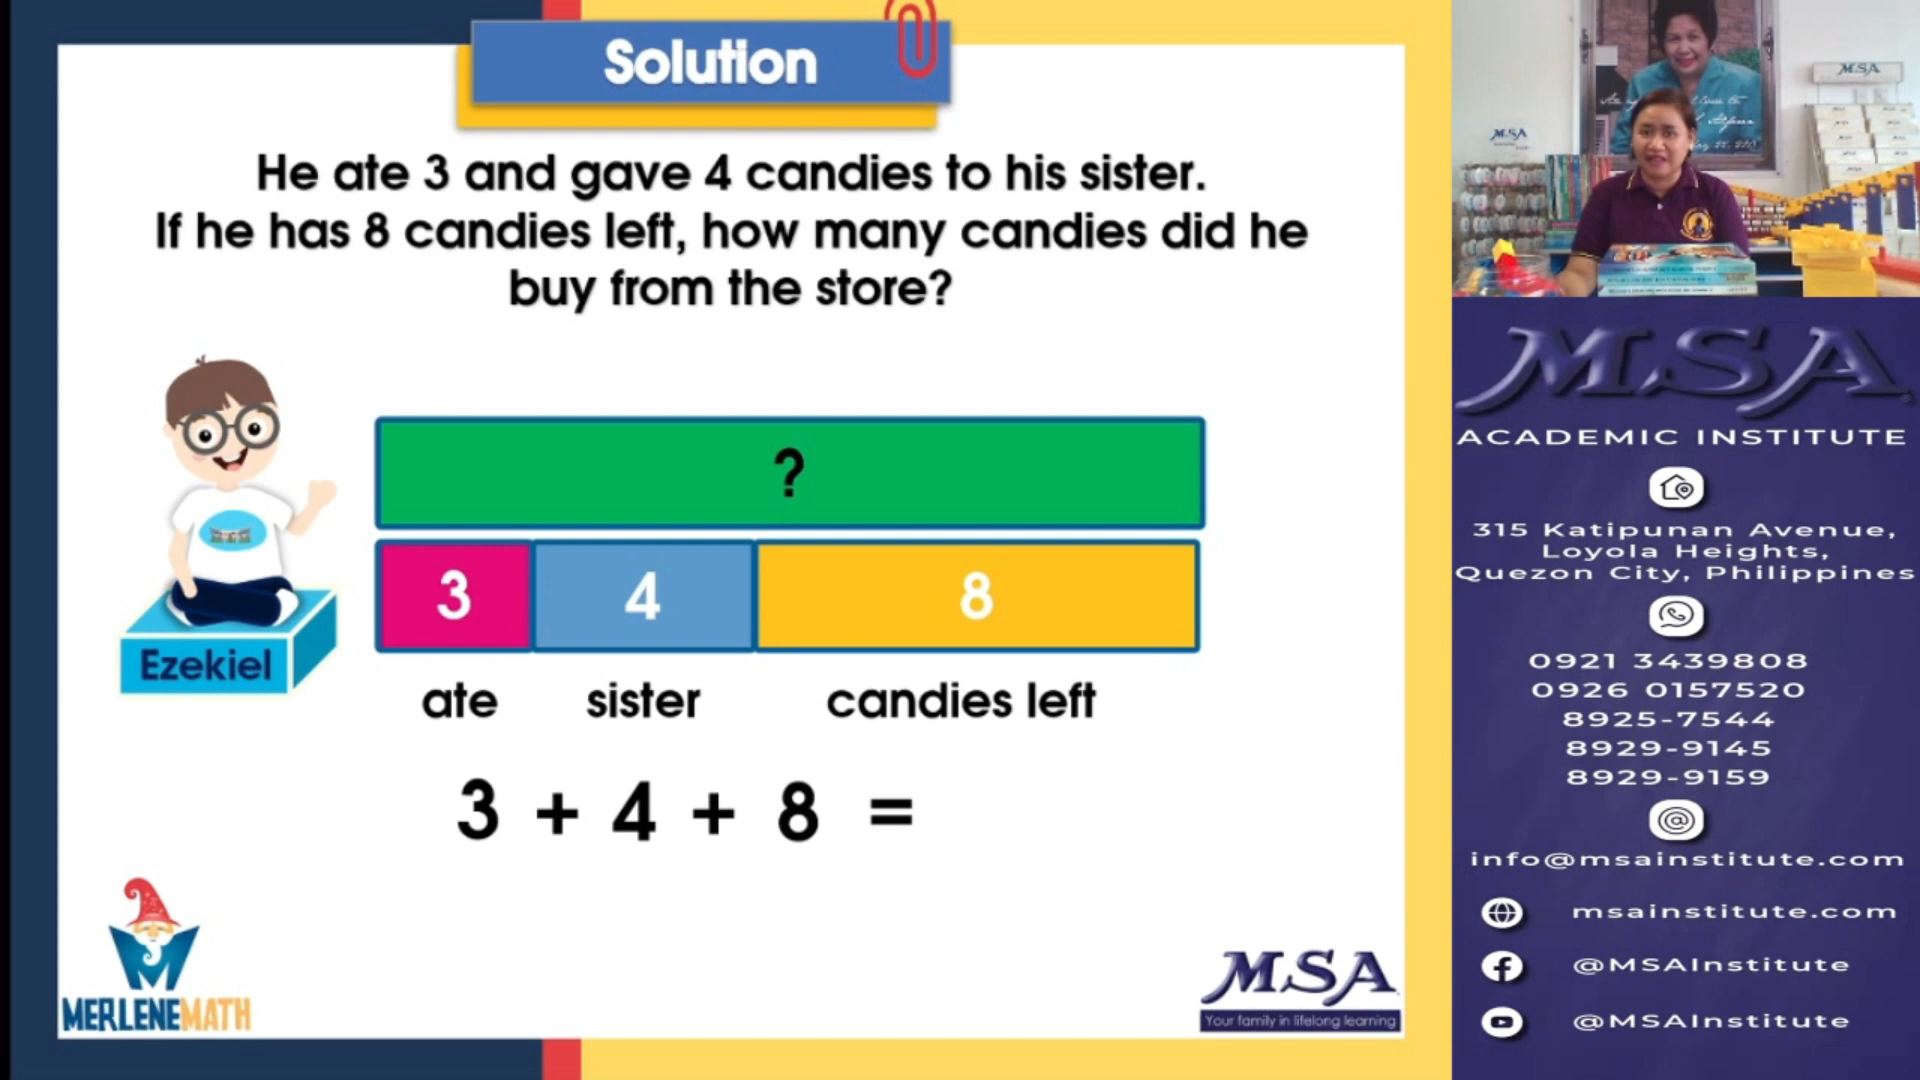 Solution
He ate 3 and gave 4 candies to his sister.
If he has 8 candies left, how many candies did he
buy from the store?
?
3 4 8
Ezekiel
ate sister candies left
3 + 4 + 8 =
MERLENEMATH
MSA
Your family in lifelong learning
MSA
MSA
MSA
ACADEMIC INSTITUTE
315 Katipunan Avenue,
Loyola Heights,
Quezon City, Philippines
0921 3439808
0926 0157520
8925-7544
8929-9145
8929-9159
info@msainstitute.com
msainstitute.com
@MSAInstitute
@MSAInstitute